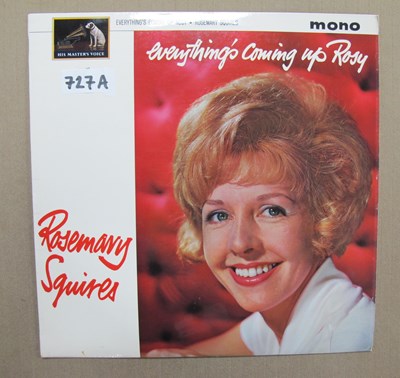 HIS MASTER'S VOICE
EVERYTHING'S COMING UP ROSY • ROSEMARY SQUIRES
mono
everything's Coming up Rosy
727A
Rosemary
Squires